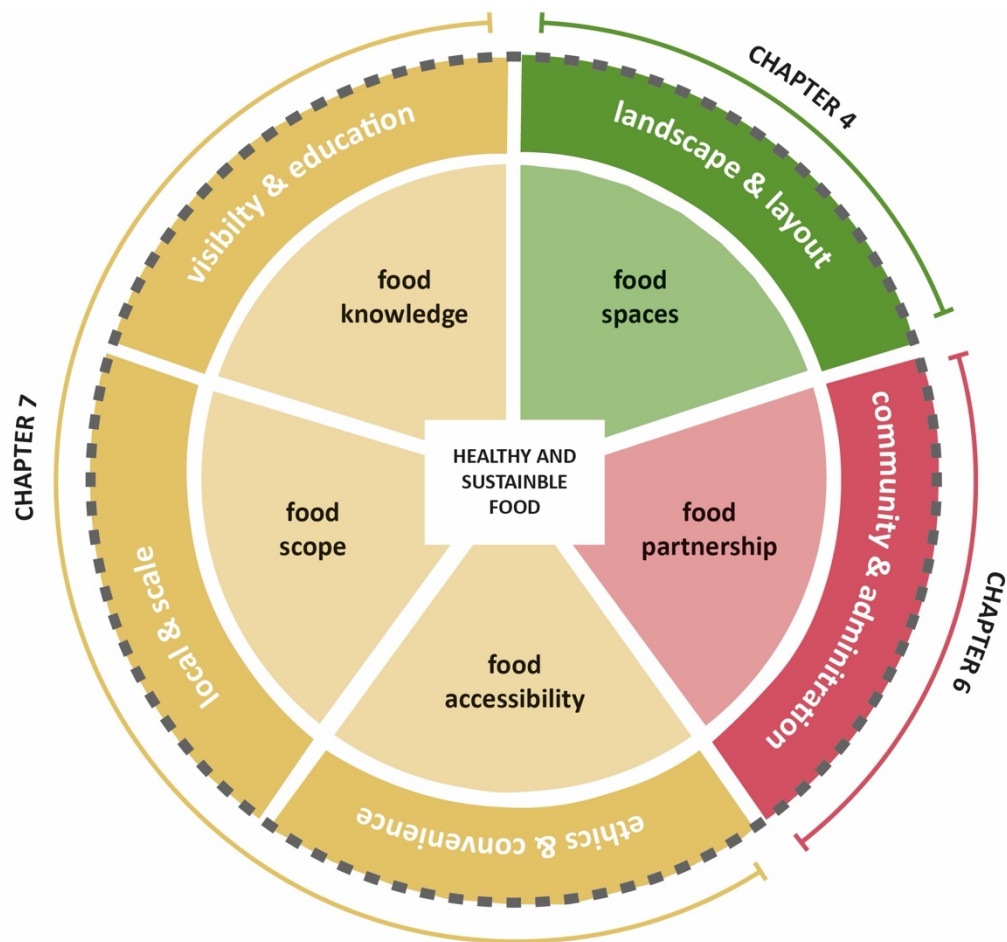 CHAPTER 4
landscape & layout
food
spaces
CHAPTER 6
community & adminitration
food
partnership
CHAPTER 7
visibilty & education
food
knowledge
local & scale
food
scope
ethics & convenience
food
accessibility
HEALTHY AND
SUSTAINBLE
FOOD